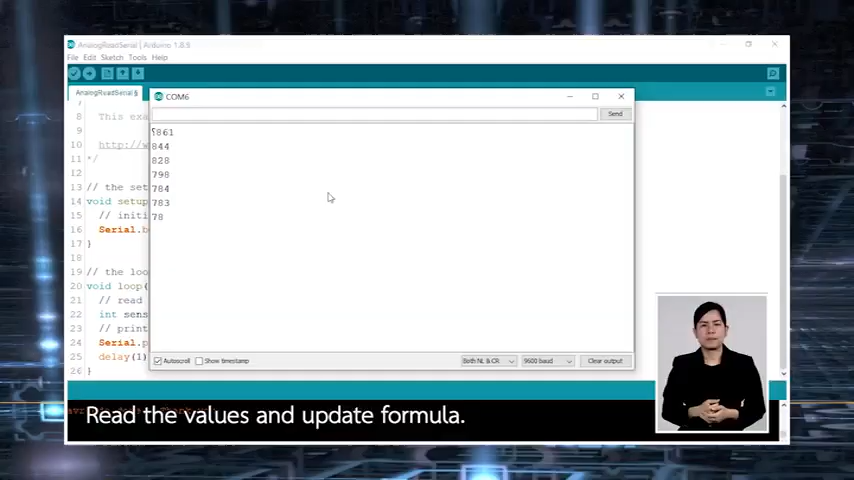 AnalogReadSerial | Arduino 1.8.5
File Edit Sketch Tools Help
AnalogReadSerial §
COM6
Send
7
8 This exa
9
10 http://w
11 */
12
13 // the set
14 void setup
15 // initi
16 Serial.b
17 }
18
19 // the loo
20 void loop(
21 // read
22 int sens
23 // print
24 Serial.p
25 delay(1)
26 }
⸮861
844
828
798
784
783
78
Autoscroll Show timestamp Both NL & CR 9600 baud Clear output
Read the values and update formula.